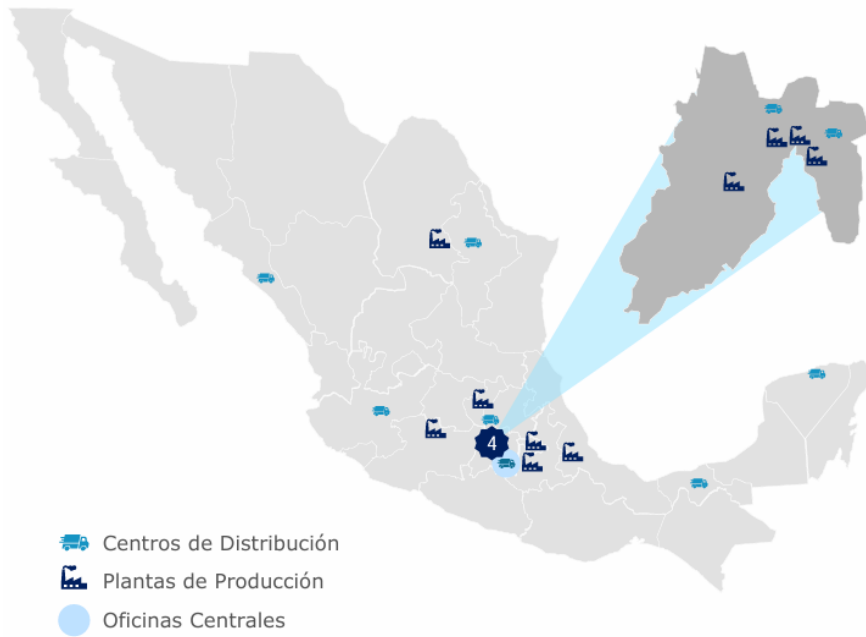 4
Centros de Distribución
Plantas de Producción
Oficinas Centrales